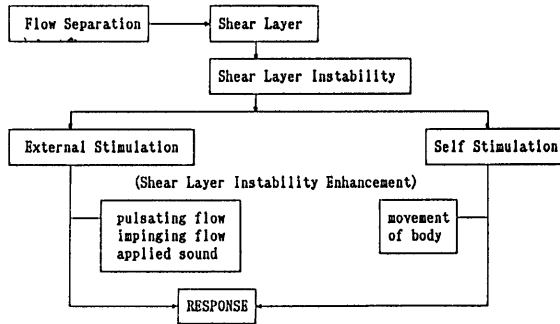 Flow Separation
Shear Layer
Shear Layer Instability
External Stimulation
Self Stimulation
(Shear Layer Instability Enhancement)
pulsating flow
impinging flow
applied sound
movement
of body
RESPONSE